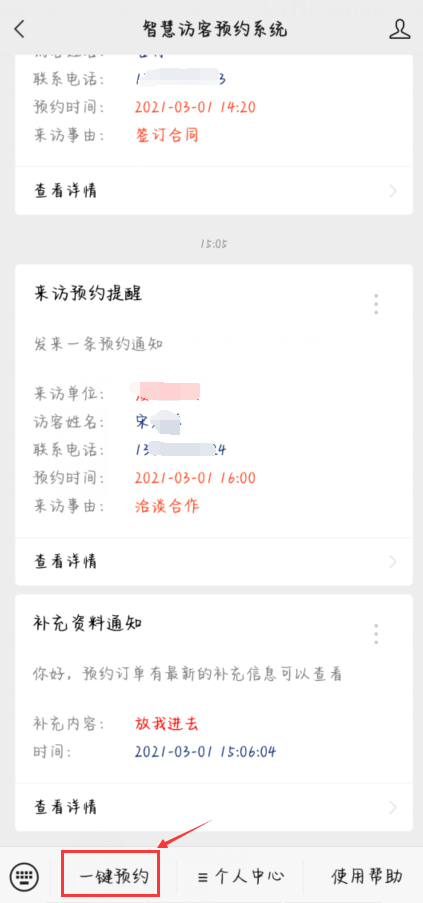 智慧访客预约系统
联系电话:
预约时间: 2021-03-01 14:20
来访事由: 签订合同
查看详情
15:05
来访预约提醒
发来一条预约通知
来访单位:
访客姓名: 宋
联系电话: 13 24
预约时间: 2021-03-01 16:00
来访事由: 洽谈合作
查看详情
补充资料通知
你好，预约订单有最新的补充信息可以查看
补充内容: 放我进去
时间: 2021-03-01 15:06:04
查看详情
一键预约 ≡ 个人中心 使用帮助